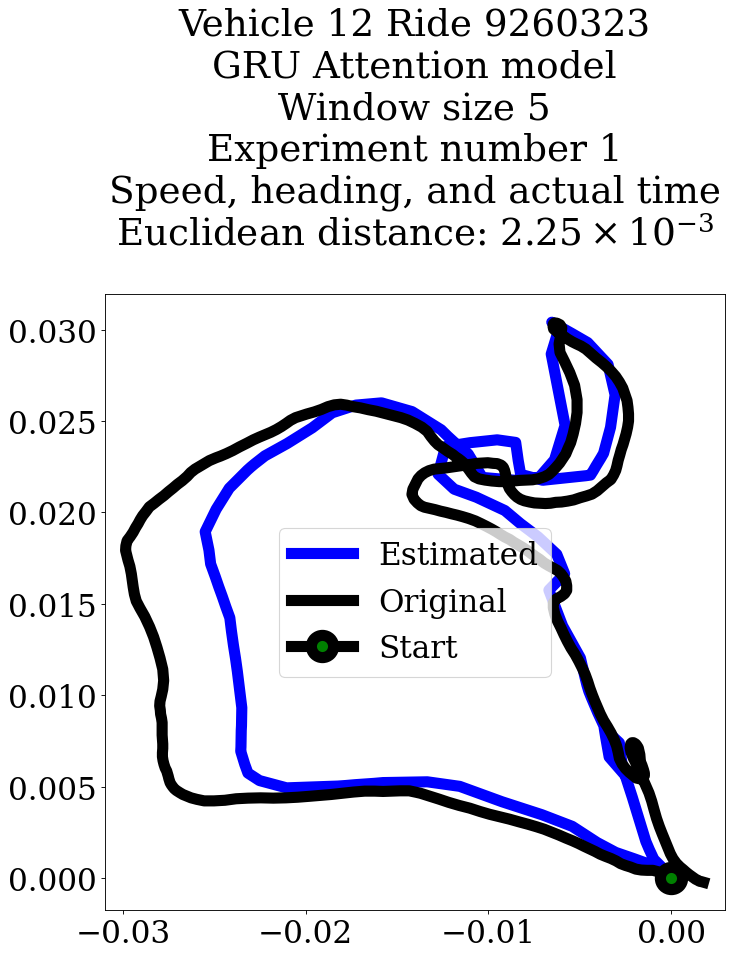 Vehicle 12 Ride 9260323
GRU Attention model
Window size 5
Experiment number 1
Speed, heading, and actual time
Euclidean distance: 2.25 × 10⁻³
0.030
0.025
0.020
0.015
0.010
0.005
0.000
Estimated
Original
Start
−0.03 −0.02 −0.01 0.00